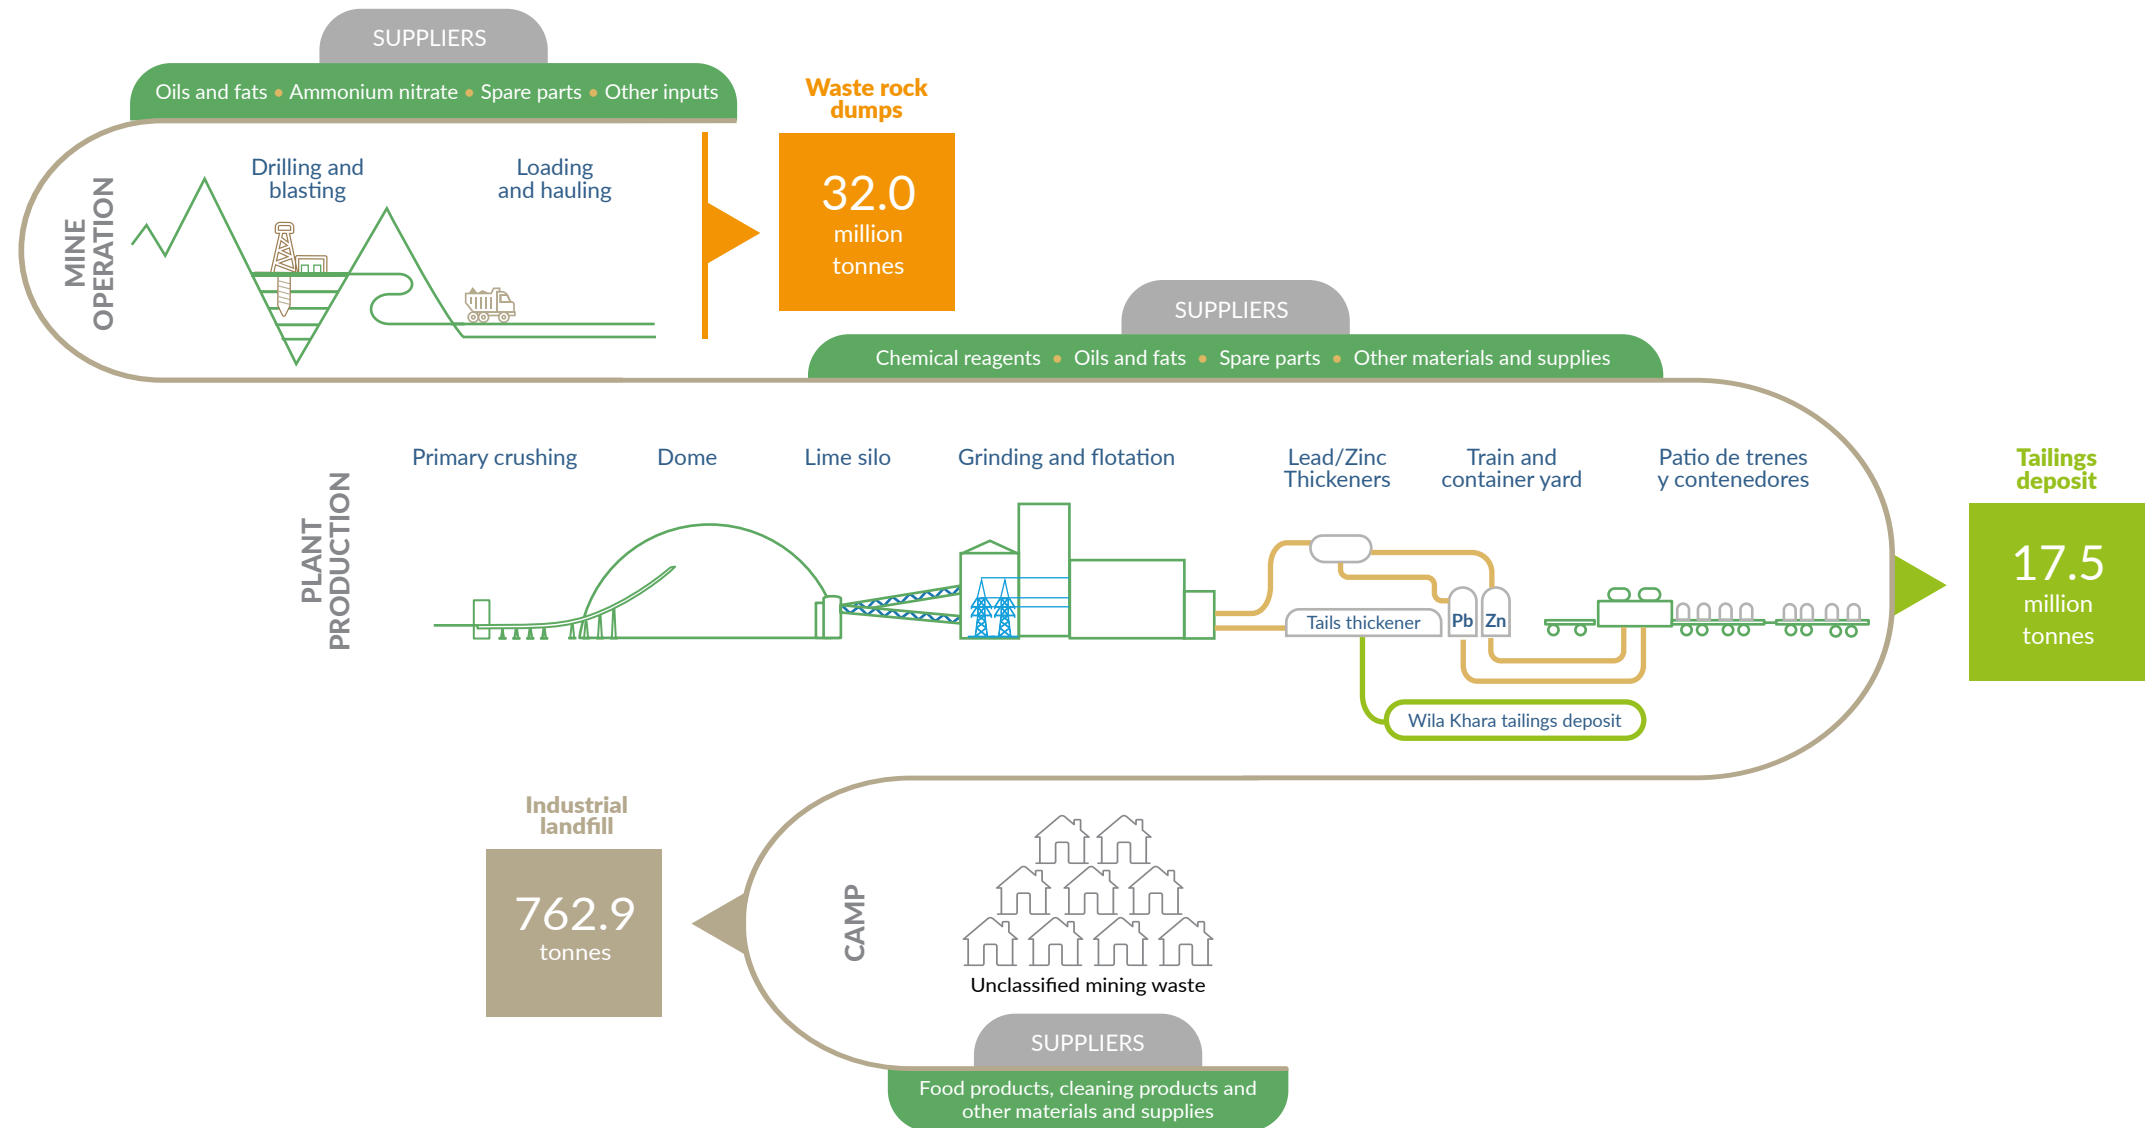 SUPPLIERS
Oils and fats • Ammonium nitrate • Spare parts • Other inputs
MINE
OPERATION
Drilling and
blasting
Loading
and hauling
Waste rock
dumps
32.0
million
tonnes
SUPPLIERS
Chemical reagents • Oils and fats • Spare parts • Other materials and supplies
PLANT
PRODUCTION
Primary crushing
Dome
Lime silo
Grinding and flotation
Lead/Zinc
Thickeners
Train and
container yard
Patio de trenes
y contenedores
Tails thickener
Pb
Zn
Wila Khara tailings deposit
Tailings
deposit
17.5
million
tonnes
Industrial
landfill
762.9
tonnes
CAMP
Unclassified mining waste
SUPPLIERS
Food products, cleaning products and
other materials and supplies